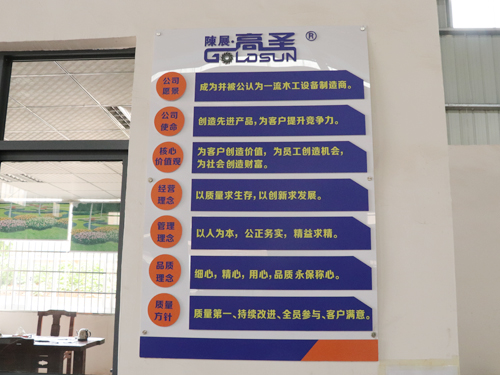 陳展·高圣®
GOLDSUN
公司
愿景
成为并被公认为一流木工设备制造商。
公司
使命
创造先进产品，为客户提升竞争力。
核心
价值观
为客户创造价值，为员工创造机会，
为社会创造财富。
经营
理念
以质量求生存，以创新求发展。
管理
理念
以人为本，公正务实，精益求精。
品质
理念
细心，精心，用心，品质永保称心。
质量
方针
质量第一、持续改进、全员参与、客户满意。